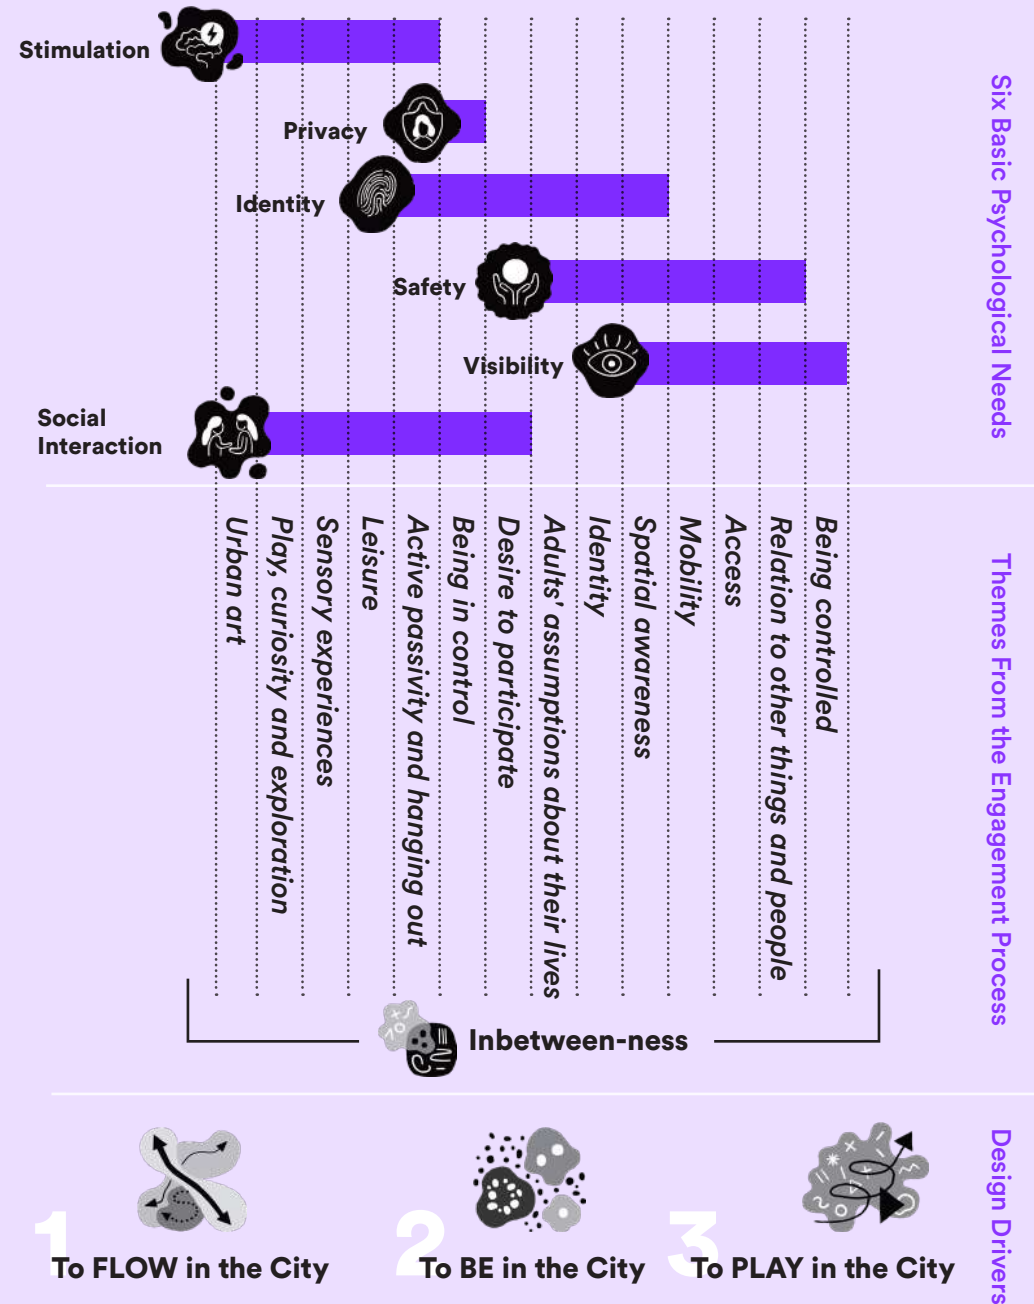 Stimulation
Privacy
Identity
Safety
Visibility
Social
Interaction
Six Basic Psychological Needs
Urban art
Play, curiosity and exploration
Sensory experiences
Leisure
Active passivity and hanging out
Being in control
Desire to participate
Adults' assumptions about their lives
Identity
Spatial awareness
Mobility
Access
Relation to other things and people
Being controlled
Themes From the Engagement Process
Inbetween-ness
1
To FLOW in the City
2
To BE in the City
3
To PLAY in the City
Design Drivers